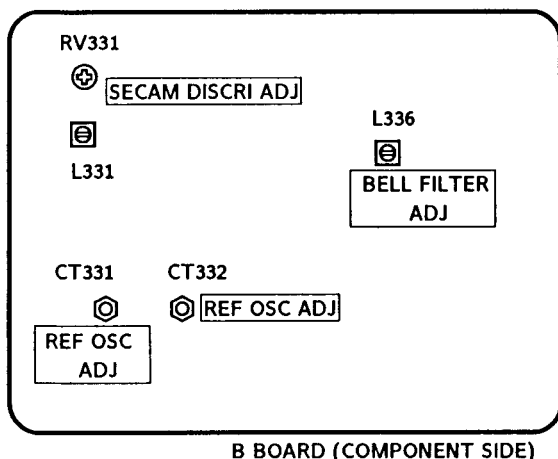 RV331
SECAM DISCRI ADJ
L331
L336
BELL FILTER
ADJ
CT331
CT332
REF OSC ADJ
REF OSC
ADJ
B BOARD (COMPONENT SIDE)